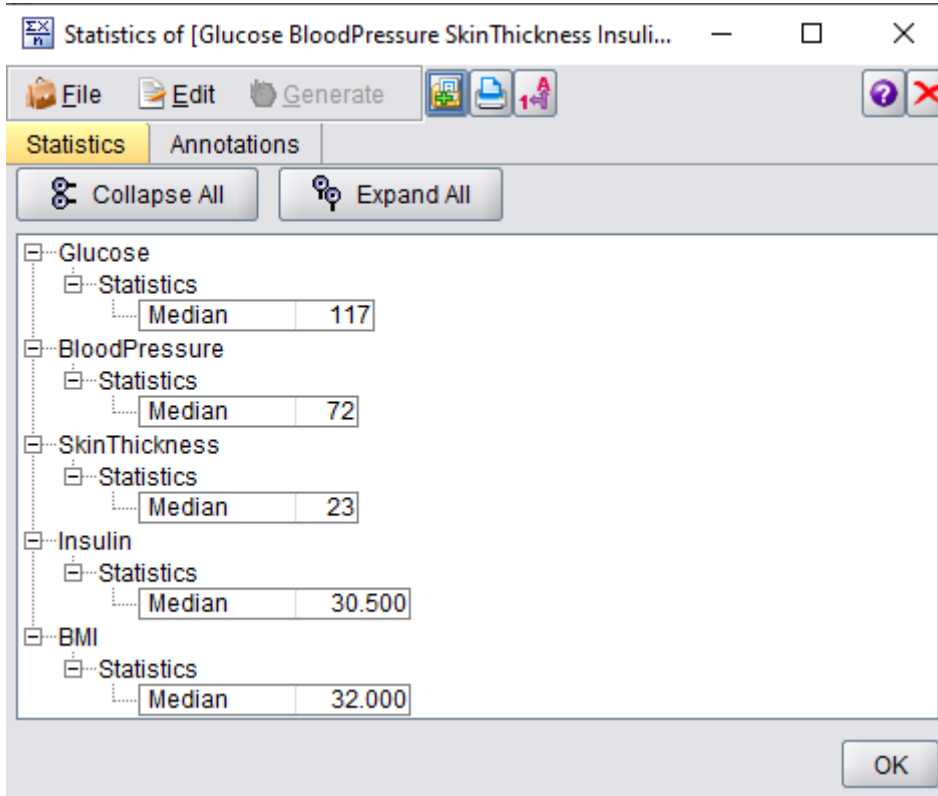 Statistics of [Glucose BloodPressure SkinThickness Insuli...
File Edit Generate
Statistics Annotations
Collapse All Expand All
Glucose
Statistics
Median 117
BloodPressure
Statistics
Median 72
SkinThickness
Statistics
Median 23
Insulin
Statistics
Median 30.500
BMI
Statistics
Median 32.000
OK